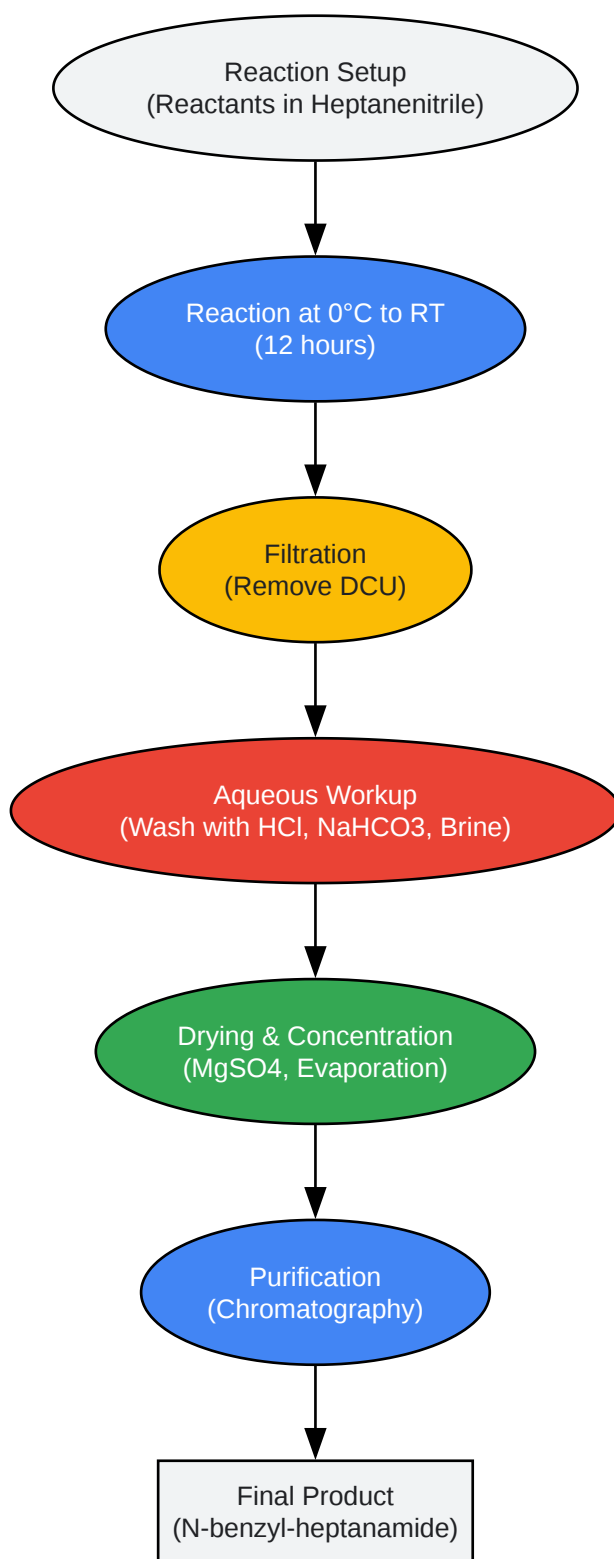 Reaction Setup
(Reactants in Heptanenitrile)
Reaction at 0°C to RT
(12 hours)
Filtration
(Remove DCU)
Aqueous Workup
(Wash with HCl, NaHCO3, Brine)
Drying & Concentration
(MgSO4, Evaporation)
Purification
(Chromatography)
Final Product
(N-benzyl-heptanamide)